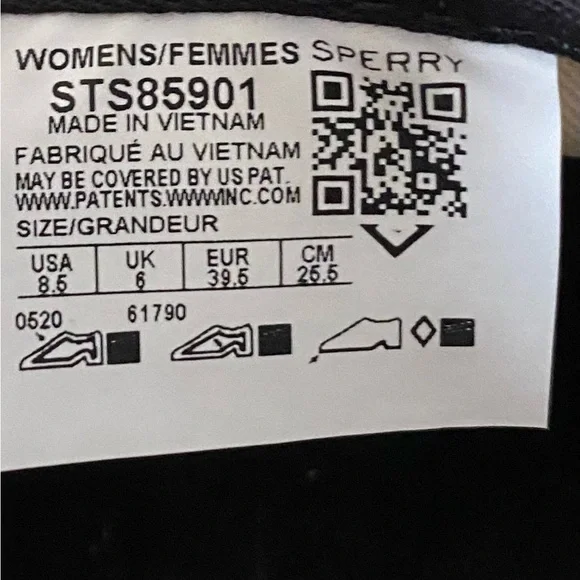 WOMENS/FEMMES SPERRY
STS85901
MADE IN VIETNAM
FABRIQUÉ AU VIETNAM
MAY BE COVERED BY US PAT.
WWW.PATENTS.WWWINC.COM
SIZE/GRANDEUR
USA UK EUR CM
8.5 6 39.5 25.5
0520 61790